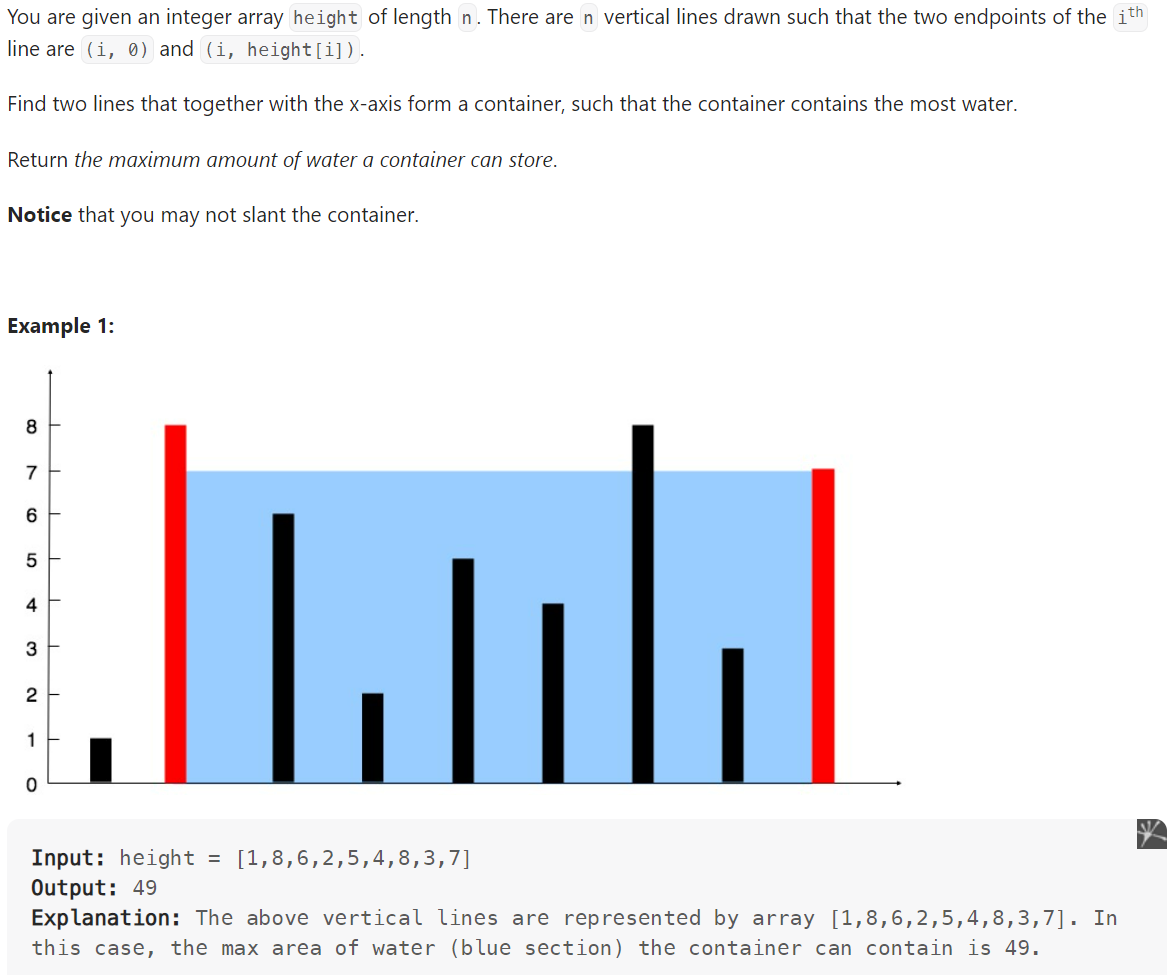 You are given an integer array height of length n. There are n vertical lines drawn such that the two endpoints of the ith
line are (i, 0) and (i, height[i]).
Find two lines that together with the x-axis form a container, such that the container contains the most water.
Return the maximum amount of water a container can store.
Notice that you may not slant the container.
Example 1:
8
7
6
5
4
3
2
1
0
Input: height = [1,8,6,2,5,4,8,3,7]
Output: 49
Explanation: The above vertical lines are represented by array [1,8,6,2,5,4,8,3,7]. In
this case, the max area of water (blue section) the container can contain is 49.